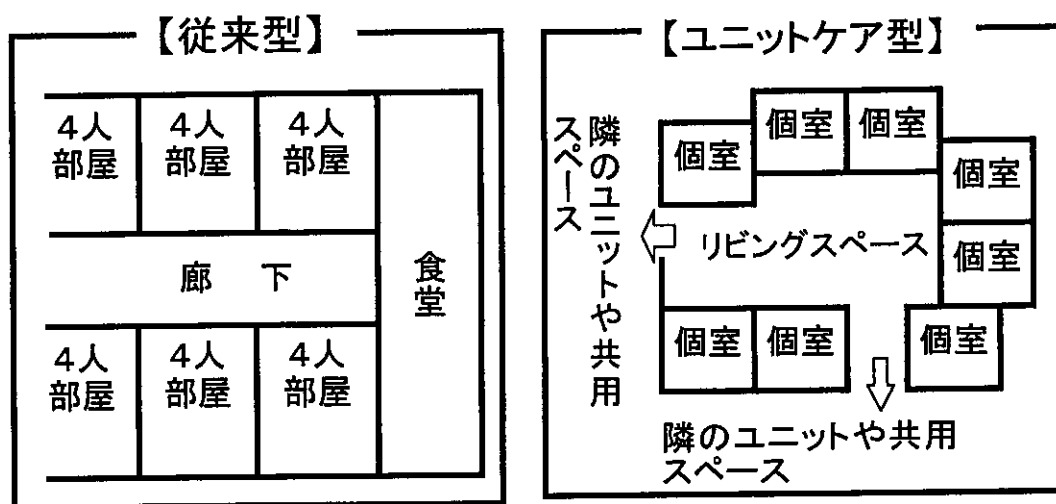 【従来型】
4人
部屋
4人
部屋
4人
部屋
廊　下
食堂
4人
部屋
4人
部屋
4人
部屋
【ユニットケア型】
隣のユニットや共用
スペース
個室
個室
個室
個室
リビングスペース
個室
個室
個室
個室
隣のユニットや共用
スペース